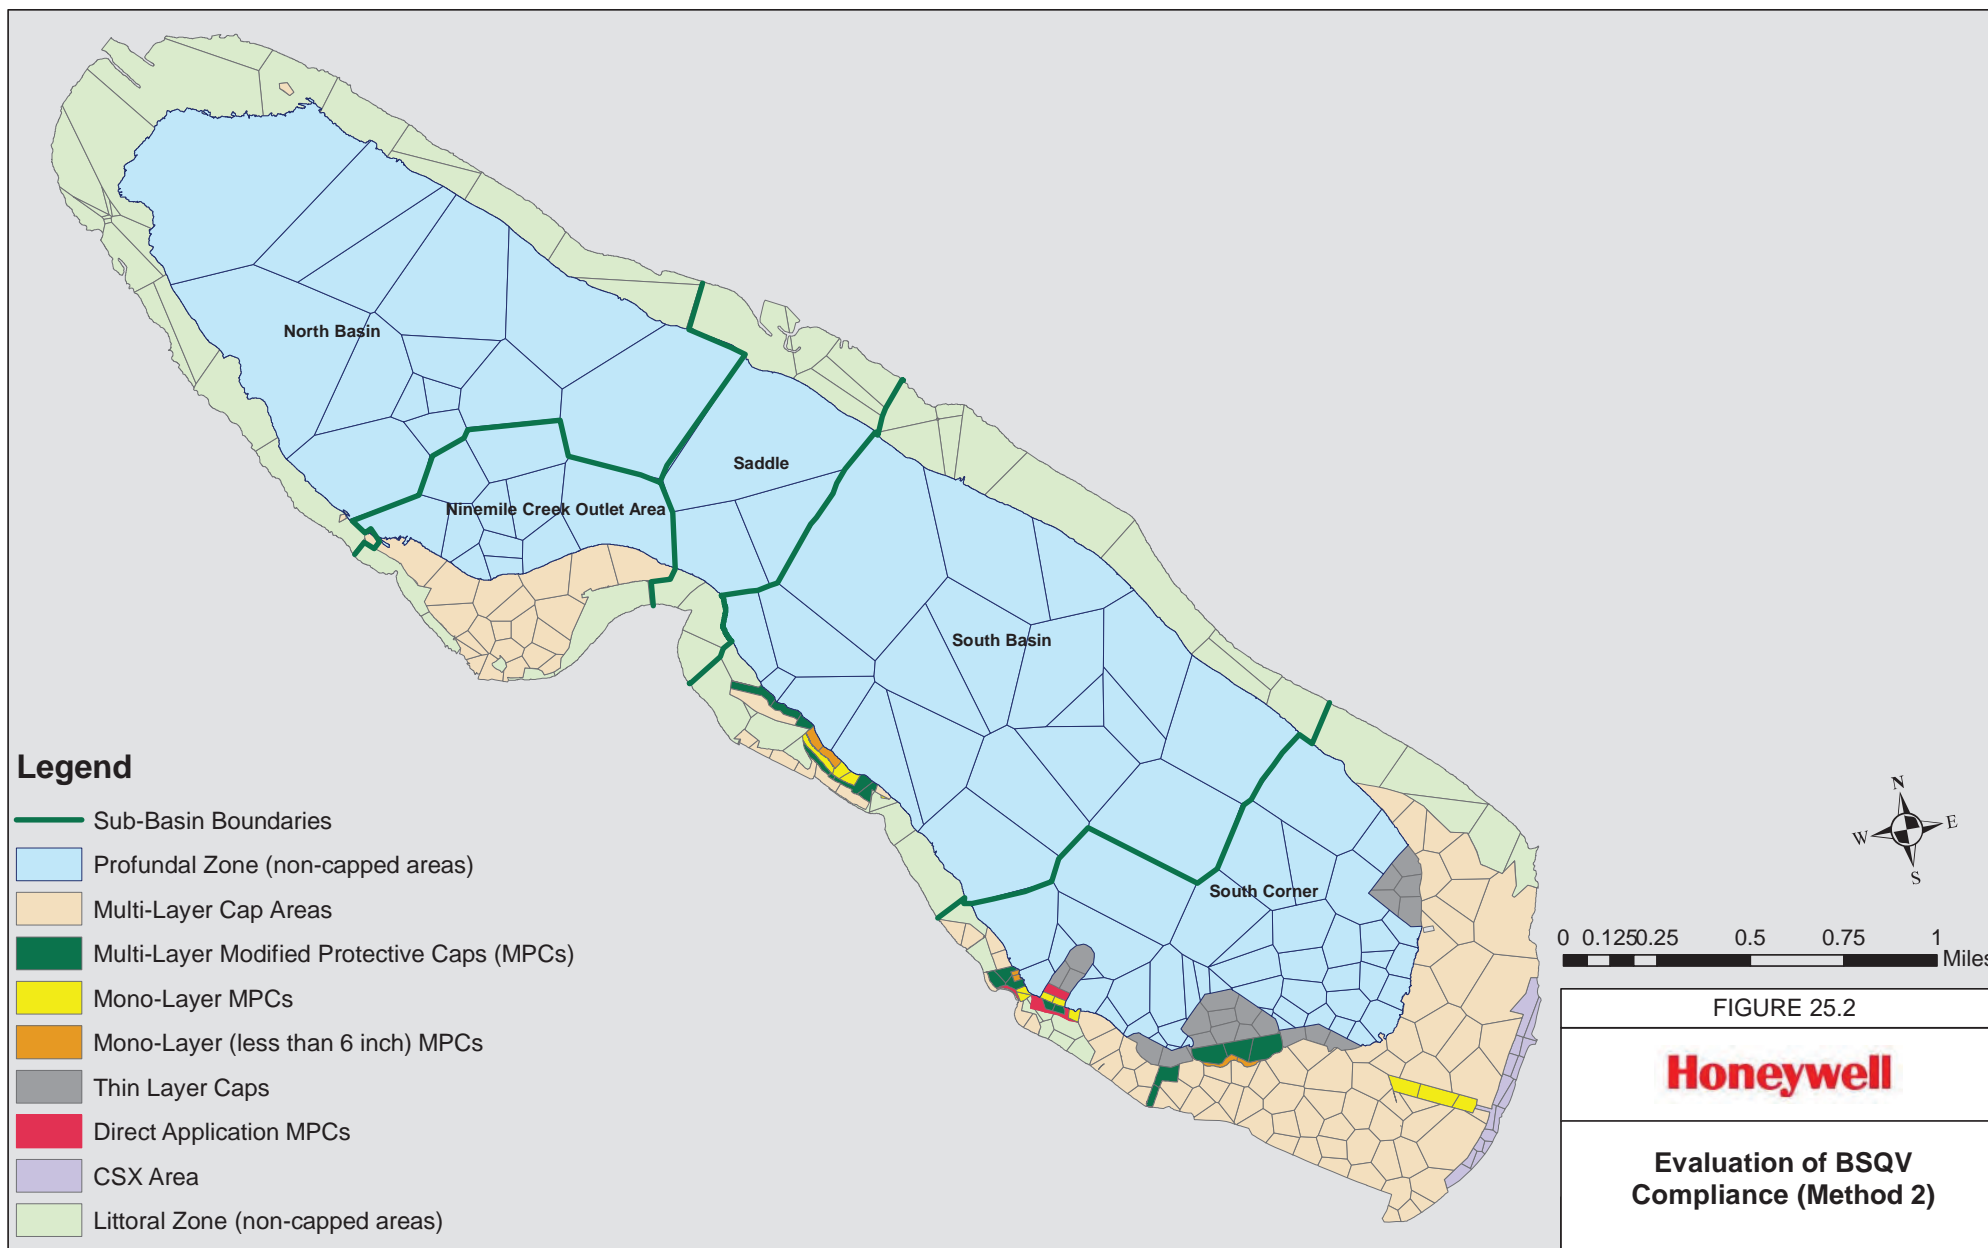 North Basin
Saddle
Ninemile Creek Outlet Area
South Basin
South Corner
Legend
Sub-Basin Boundaries
Profundal Zone (non-capped areas)
Multi-Layer Cap Areas
Multi-Layer Modified Protective Caps (MPCs)
Mono-Layer MPCs
Mono-Layer (less than 6 inch) MPCs
Thin Layer Caps
Direct Application MPCs
CSX Area
Littoral Zone (non-capped areas)
N
W E
S
0 0.125 0.25 0.5 0.75 1
Miles
FIGURE 25.2
Honeywell
Evaluation of BSQV
Compliance (Method 2)